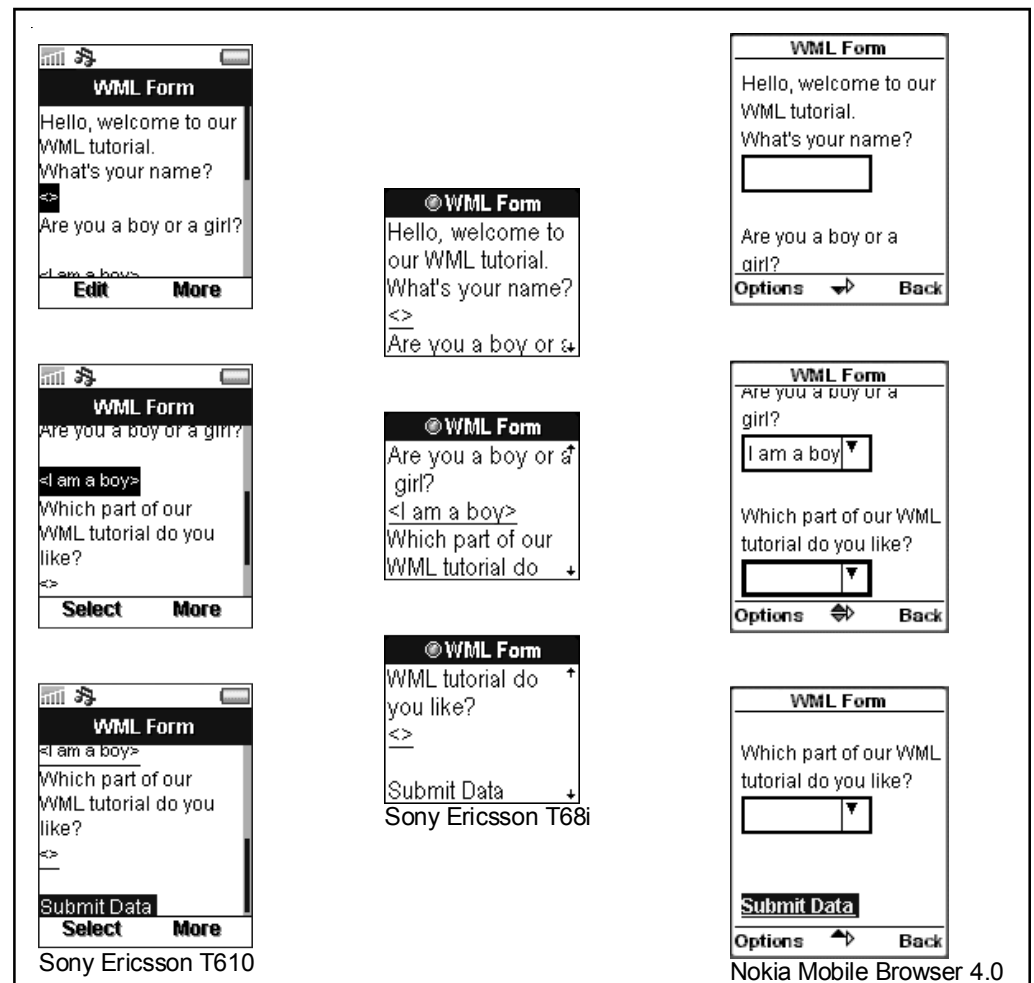 WML Form
Hello, welcome to our
WML tutorial.
What's your name?
<>
Are you a boy or a girl?
<I am a boy>
Edit More
WML Form
Are you a boy or a girl?
<I am a boy>
Which part of our
WML tutorial do you
like?
<>
Select More
WML Form
<I am a boy>
Which part of our
WML tutorial do you
like?
<>
Submit Data
Select More
Sony Ericsson T610
WML Form
Hello, welcome to
our WML tutorial.
What's your name?
<>
Are you a boy or a
WML Form
Are you a boy or a
girl?
<I am a boy>
Which part of our
WML tutorial do
WML Form
WML tutorial do
you like?
<>
Submit Data
Sony Ericsson T68i
WML Form
Hello, welcome to our
WML tutorial.
What's your name?
Are you a boy or a
girl?
Options Back
WML Form
Are you a boy or a
girl?
I am a boy
Which part of our WML
tutorial do you like?
Options Back
WML Form
Which part of our WML
tutorial do you like?
Submit Data
Options Back
Nokia Mobile Browser 4.0